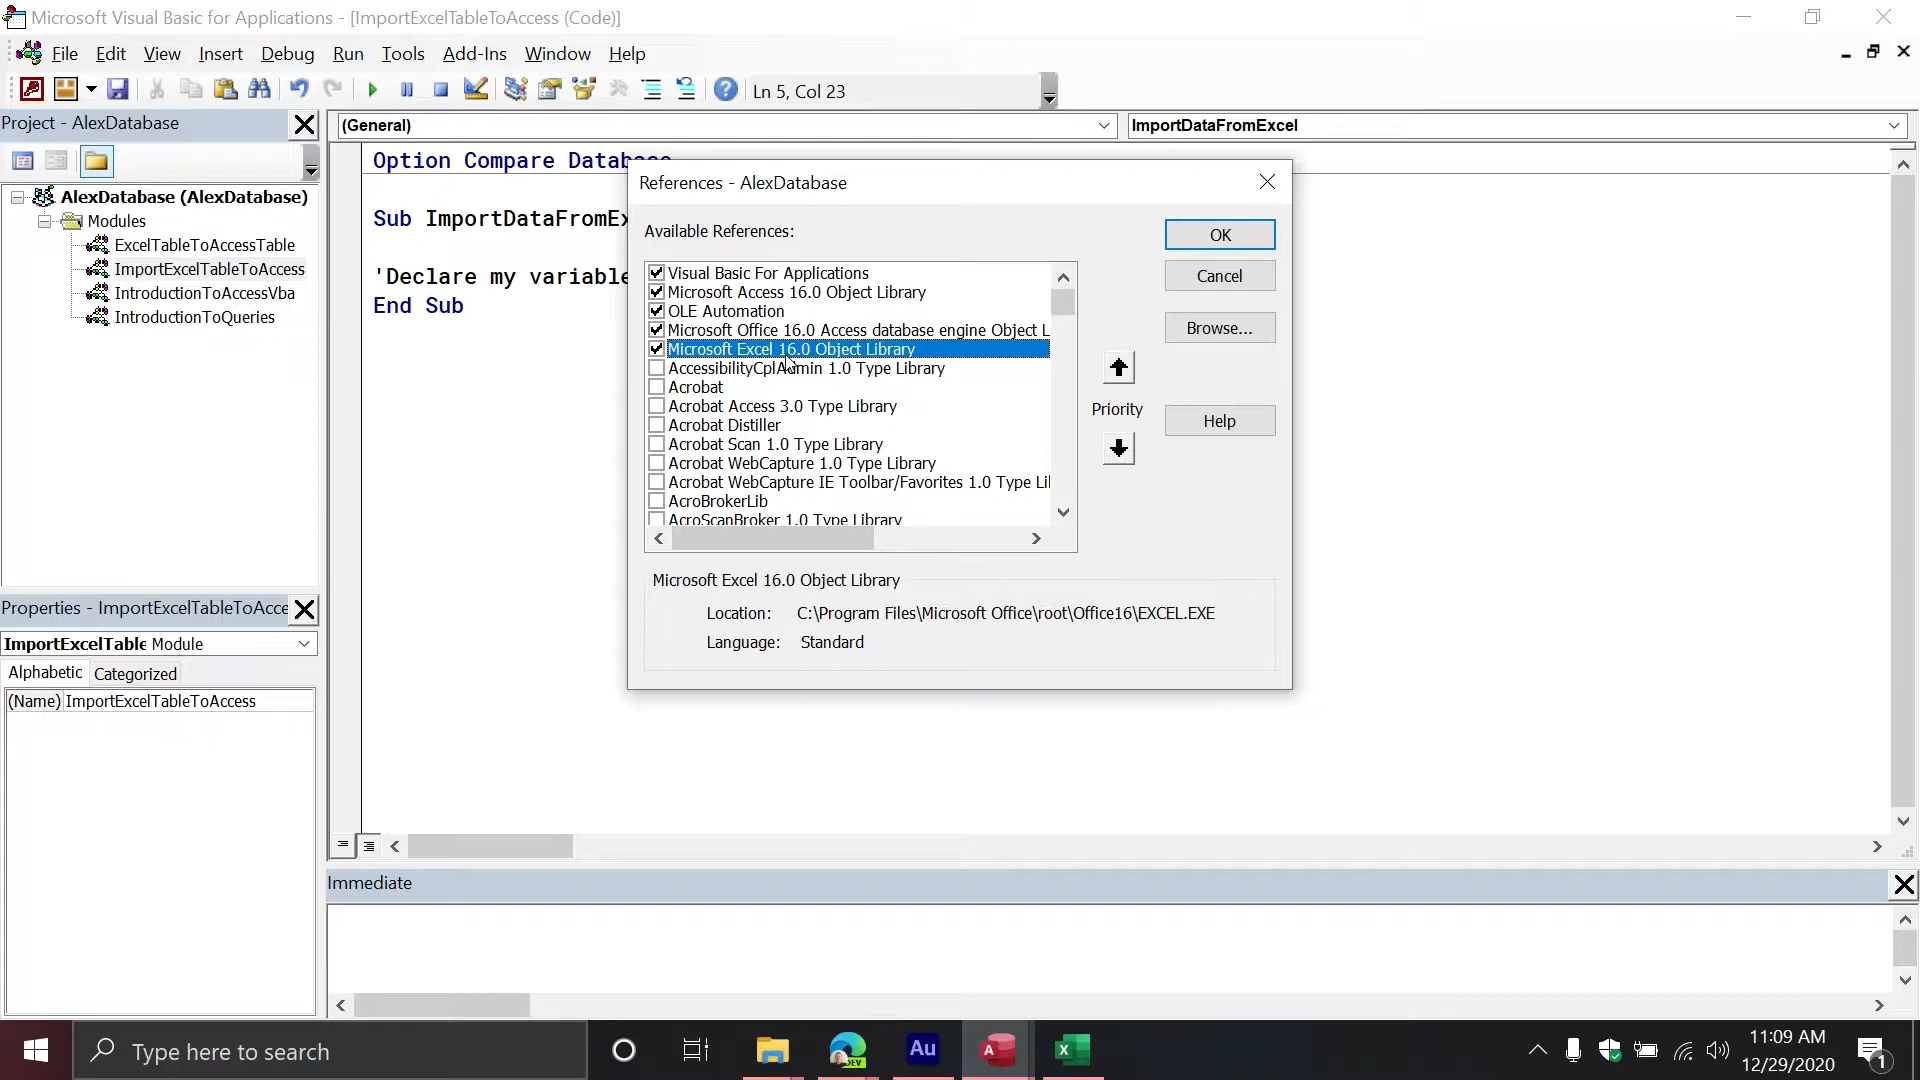 Microsoft Visual Basic for Applications - [ImportExcelTableToAccess (Code)]
File Edit View Insert Debug Run Tools Add-Ins Window Help
Ln 5, Col 23
Project - AlexDatabase
(General)
ImportDataFromExcel
AlexDatabase (AlexDatabase)
Modules
ExcelTableToAccessTable
ImportExcelTableToAccess
IntroductionToAccessVba
IntroductionToQueries
Option Compare Database
Sub ImportDataFromEx
'Declare my variable
End Sub
References - AlexDatabase
Available References:
Visual Basic For Applications
Microsoft Access 16.0 Object Library
OLE Automation
Microsoft Office 16.0 Access database engine Object L
Microsoft Excel 16.0 Object Library
AccessibilityCplAdmin 1.0 Type Library
Acrobat
Acrobat Access 3.0 Type Library
Acrobat Distiller
Acrobat Scan 1.0 Type Library
Acrobat WebCapture 1.0 Type Library
Acrobat WebCapture IE Toolbar/Favorites 1.0 Type Lil
AcroBrokerLib
AcroScanBroker 1.0 Type Library
OK
Cancel
Browse...
Priority
Help
Microsoft Excel 16.0 Object Library
Location: C:\Program Files\Microsoft Office\root\Office16\EXCEL.EXE
Language: Standard
Properties - ImportExcelTableToAcce
ImportExcelTable Module
Alphabetic Categorized
(Name) ImportExcelTableToAccess
Immediate
Type here to search
DEV
Au
A
X
11:09 AM
12/29/2020
1